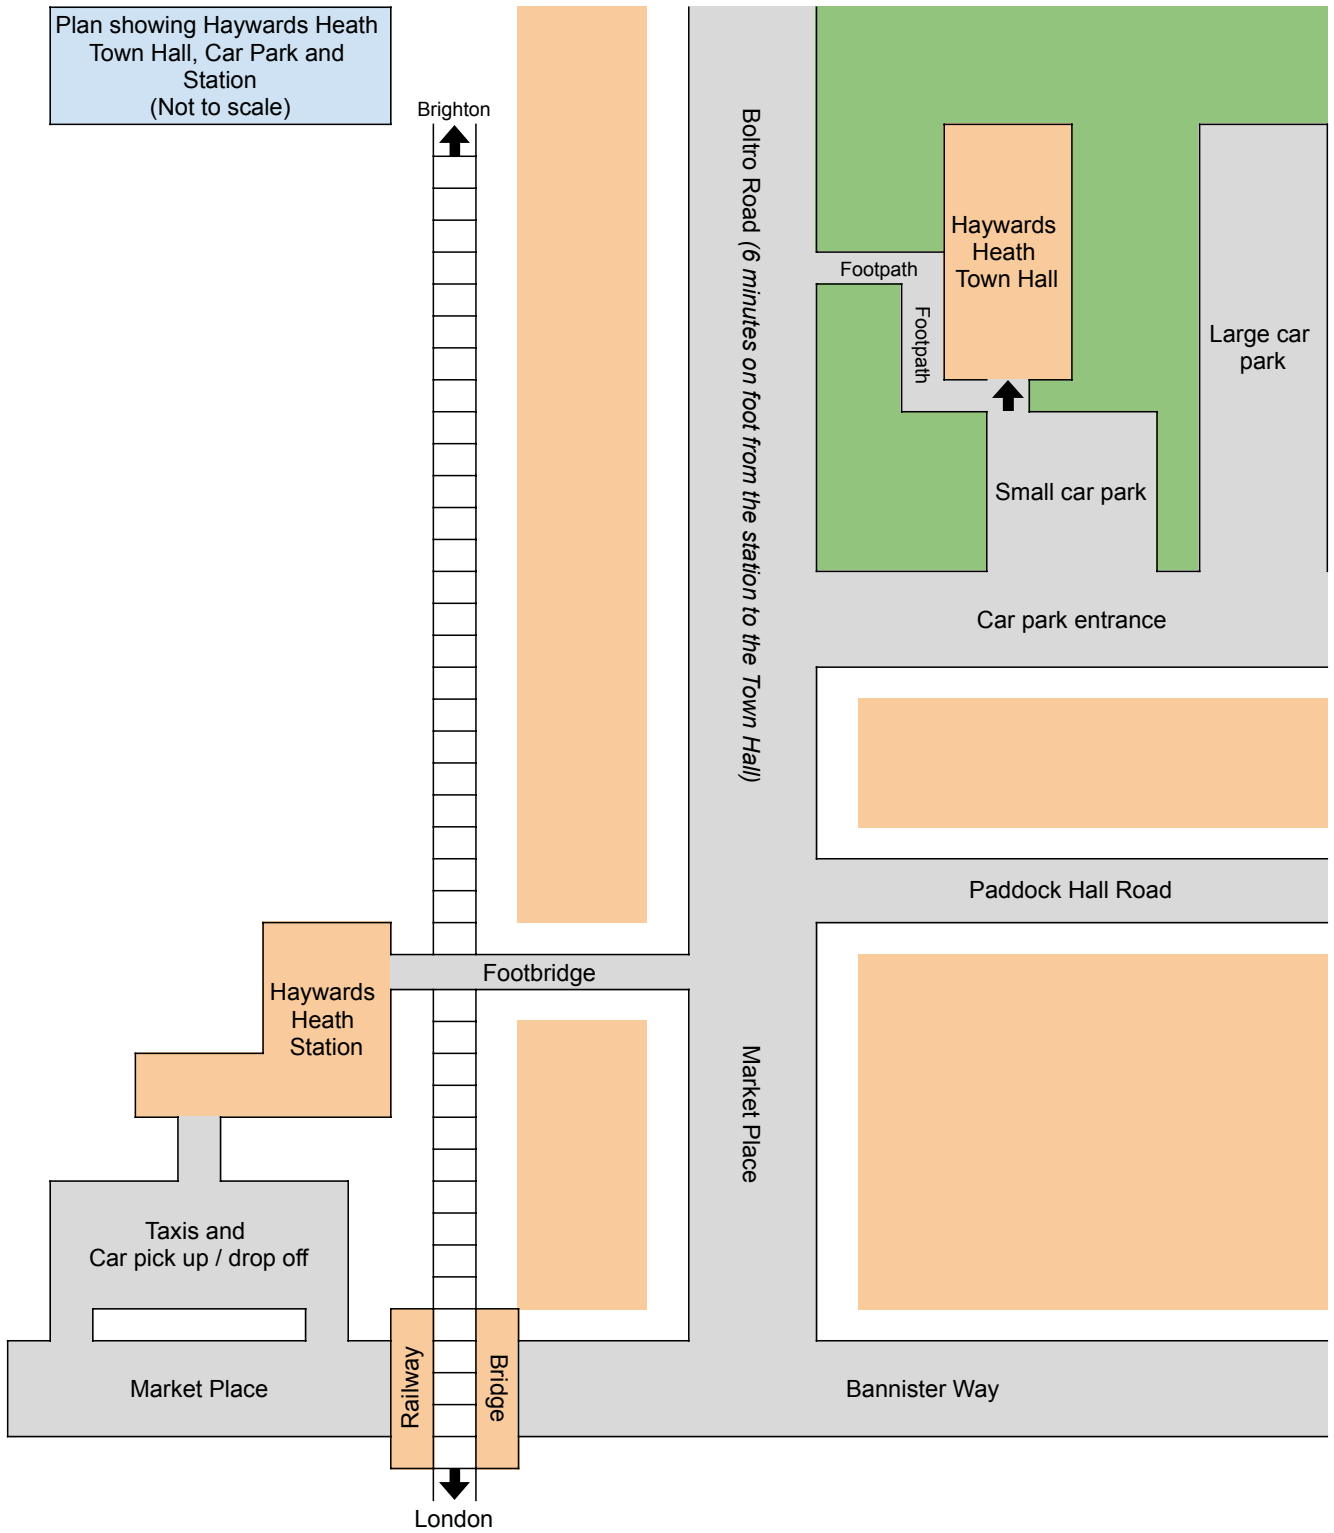 Plan showing Haywards Heath
Town Hall, Car Park and
Station
(Not to scale)
Brighton
Boltro Road (6 minutes on foot from the station to the Town Hall)
Haywards
Heath
Town Hall
Footpath
Footpath
Large car
park
Small car park
Car park entrance
Paddock Hall Road
Footbridge
Haywards
Heath
Station
Market Place
Taxis and
Car pick up / drop off
Market Place
Railway
Bridge
Bannister Way
London